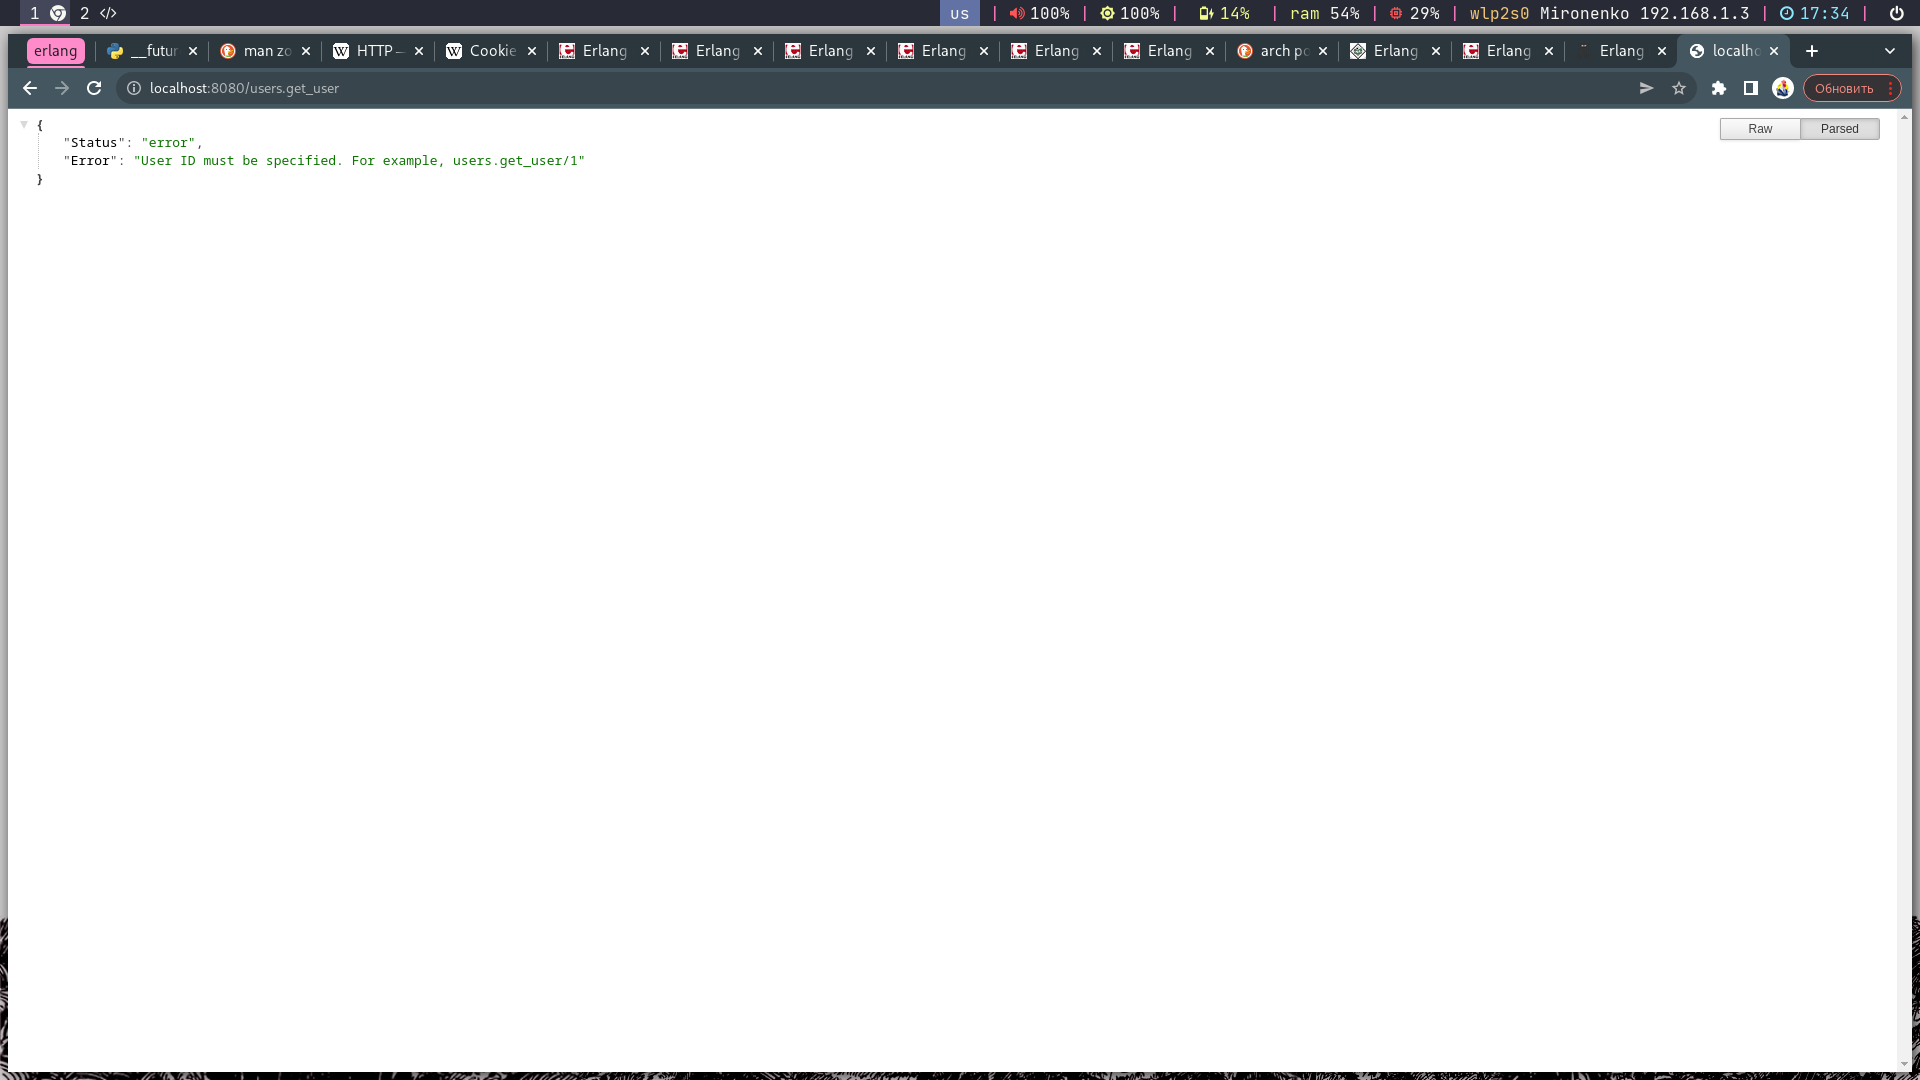 1 2 </> us | 100% | 100% | 14% | ram 54% | 29% | wlp2s0 Mironenko 192.168.1.3 | 17:34 |
erlang __futur man zo HTTP – Cookie Erlang Erlang Erlang Erlang Erlang Erlang arch po Erlang Erlang Erlang localho
localhost:8080/users.get_user Обновить
{
"Status": "error",
"Error": "User ID must be specified. For example, users.get_user/1"
}
Raw Parsed